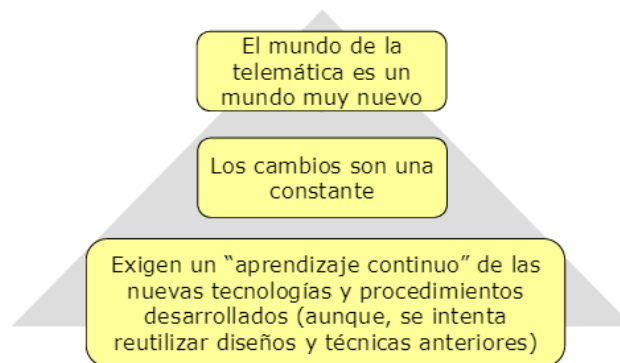 El mundo de la
telemática es un
mundo muy nuevo
Los cambios son una
constante
Exigen un “aprendizaje continuo” de las
nuevas tecnologías y procedimientos
desarrollados (aunque, se intenta
reutilizar diseños y técnicas anteriores)